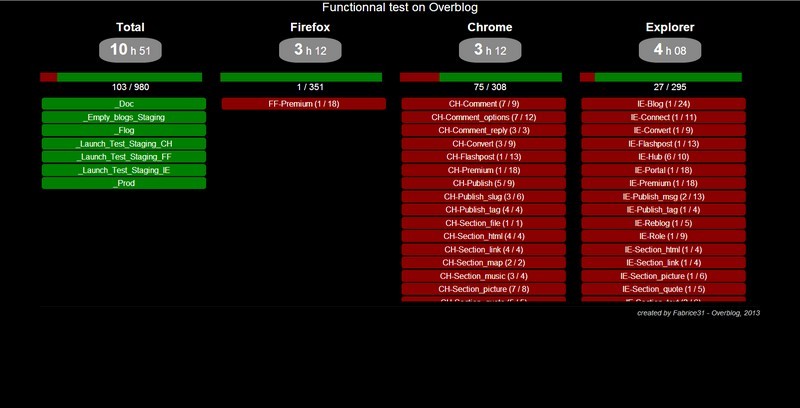 Functionnal test on Overblog
Total
10 h 51
103 / 980
_Doc
_Empty_blogs_Staging
_Flog
_Launch_Test_Staging_CH
_Launch_Test_Staging_FF
_Launch_Test_Staging_IE
_Prod
Firefox
3 h 12
1 / 351
FF-Premium (1 / 18)
Chrome
3 h 12
75 / 308
CH-Comment (7 / 9)
CH-Comment_options (7 / 12)
CH-Comment_reply (3 / 3)
CH-Convert (3 / 9)
CH-Flashpost (1 / 13)
CH-Premium (1 / 18)
CH-Publish (5 / 9)
CH-Publish_slug (3 / 6)
CH-Publish_tag (4 / 4)
CH-Section_file (1 / 1)
CH-Section_html (4 / 4)
CH-Section_link (4 / 4)
CH-Section_map (2 / 2)
CH-Section_music (3 / 4)
CH-Section_picture (7 / 8)
Explorer
4 h 08
27 / 295
IE-Blog (1 / 24)
IE-Connect (1 / 11)
IE-Convert (1 / 9)
IE-Flashpost (1 / 13)
IE-Hub (6 / 10)
IE-Portal (1 / 18)
IE-Premium (1 / 18)
IE-Publish_msg (2 / 13)
IE-Publish_tag (1 / 4)
IE-Reblog (1 / 5)
IE-Role (1 / 9)
IE-Section_html (1 / 4)
IE-Section_link (1 / 4)
IE-Section_picture (1 / 6)
IE-Section_quote (1 / 5)
created by Fabrice31 - Overblog, 2013